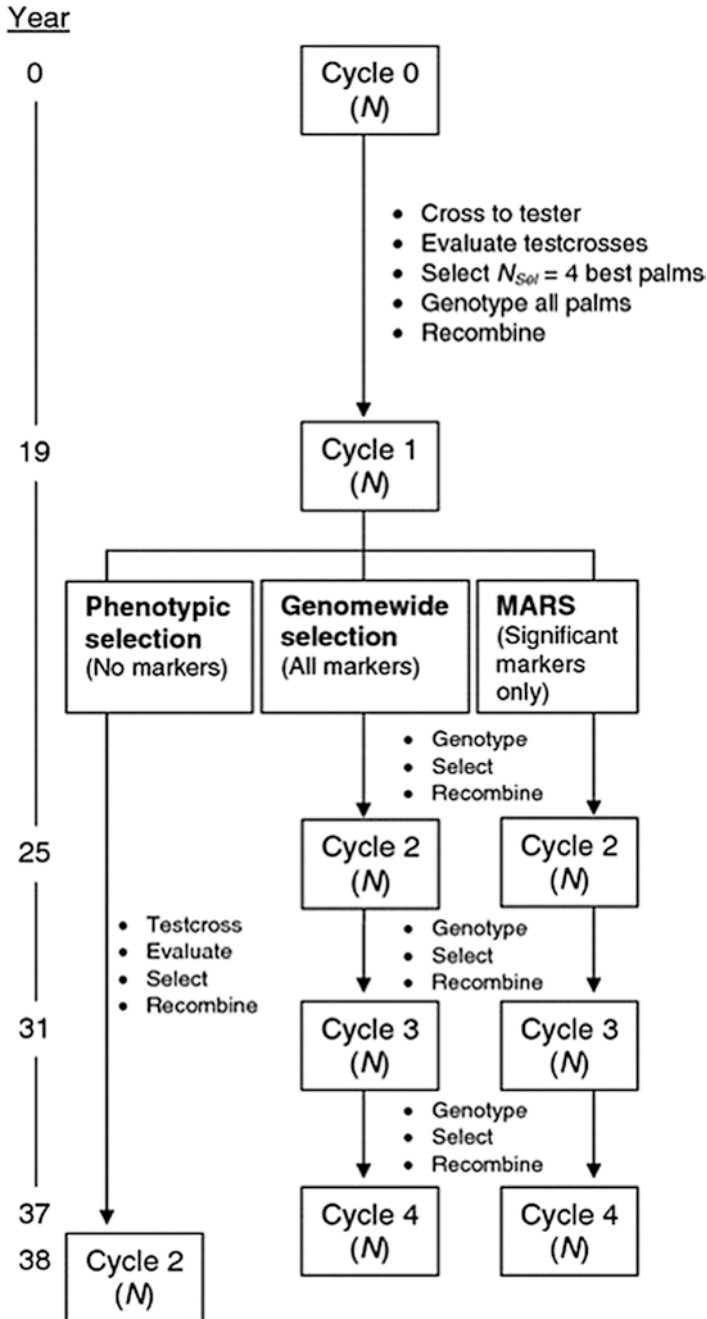 Year
0
Cycle 0
(N)
• Cross to tester
• Evaluate testcrosses
• Select NSel = 4 best palms
• Genotype all palms
• Recombine
19
Cycle 1
(N)
Phenotypic
selection
(No markers)
Genomewide
selection
(All markers)
MARS
(Significant
markers
only)
• Genotype
• Select
• Recombine
25
Cycle 2
(N)
Cycle 2
(N)
• Testcross
• Evaluate
• Select
• Recombine
• Genotype
• Select
• Recombine
31
Cycle 3
(N)
Cycle 3
(N)
• Genotype
• Select
• Recombine
37
Cycle 4
(N)
Cycle 4
(N)
38
Cycle 2
(N)